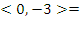 < 0, −3 >=